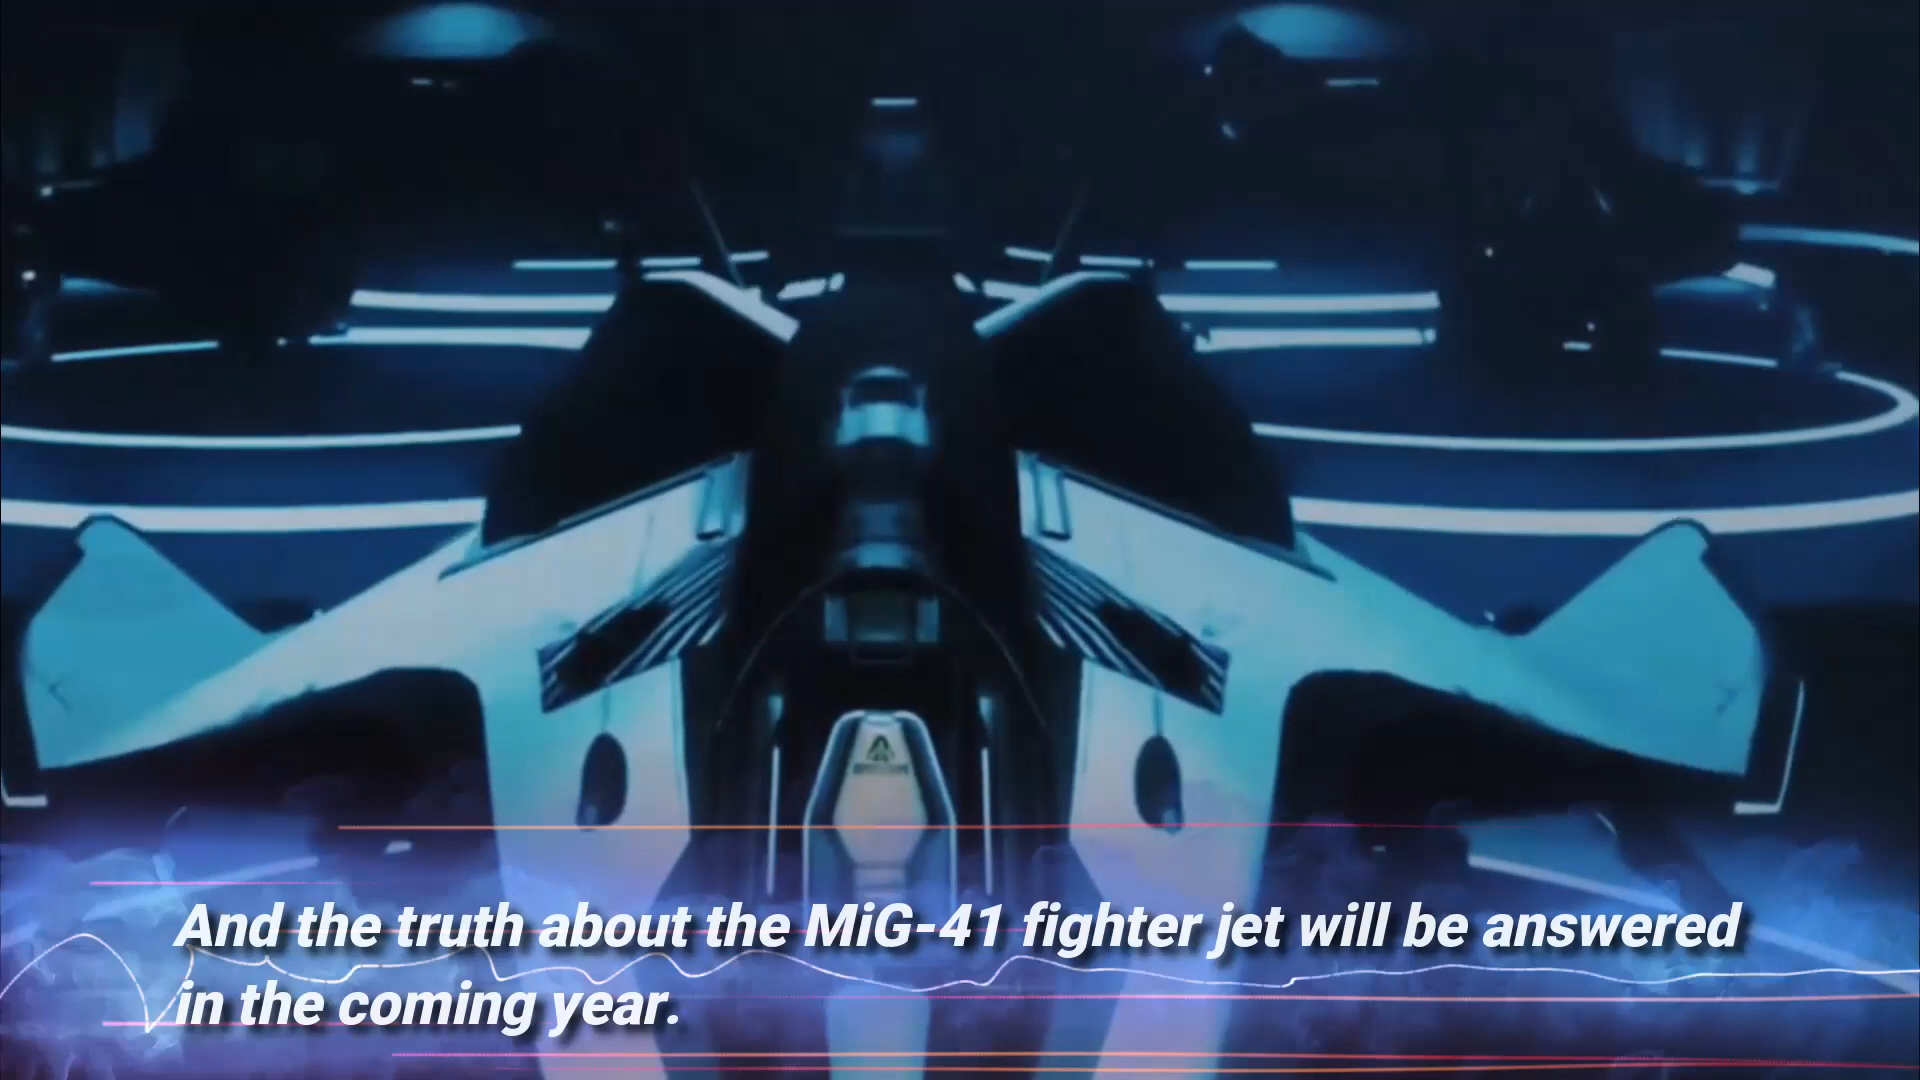 And the truth about the MiG-41 fighter jet will be answered
in the coming year.